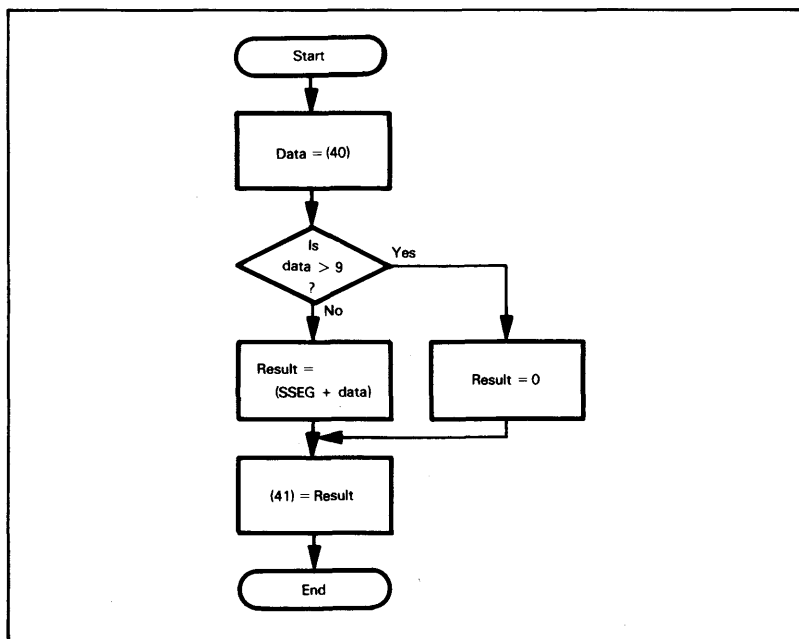 Start
Data = (40)
Is
data > 9
?
Yes
No
Result =
(SSEG + data)
Result = 0
(41) = Result
End